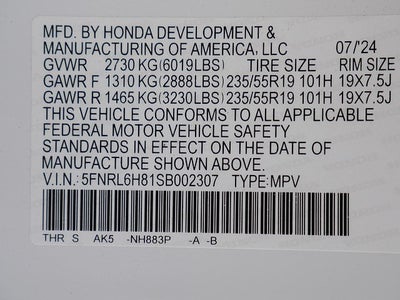 MFD. BY HONDA DEVELOPMENT &
MANUFACTURING OF AMERICA, LLC 07/'24
GVWR 2730 KG(6019LBS) TIRE SIZE RIM SIZE
GAWR F 1310 KG(2888LBS) 235/55R19 101H 19X7.5J
GAWR R 1465 KG(3230LBS) 235/55R19 101H 19X7.5J
THIS VEHICLE CONFORMS TO ALL APPLICABLE
FEDERAL MOTOR VEHICLE SAFETY
STANDARDS IN EFFECT ON THE DATE OF
MANUFACTURE SHOWN ABOVE.
V.I.N.: 5FNRL6H81SB002307 TYPE:MPV
THR S AK5 -NH883P -A -B